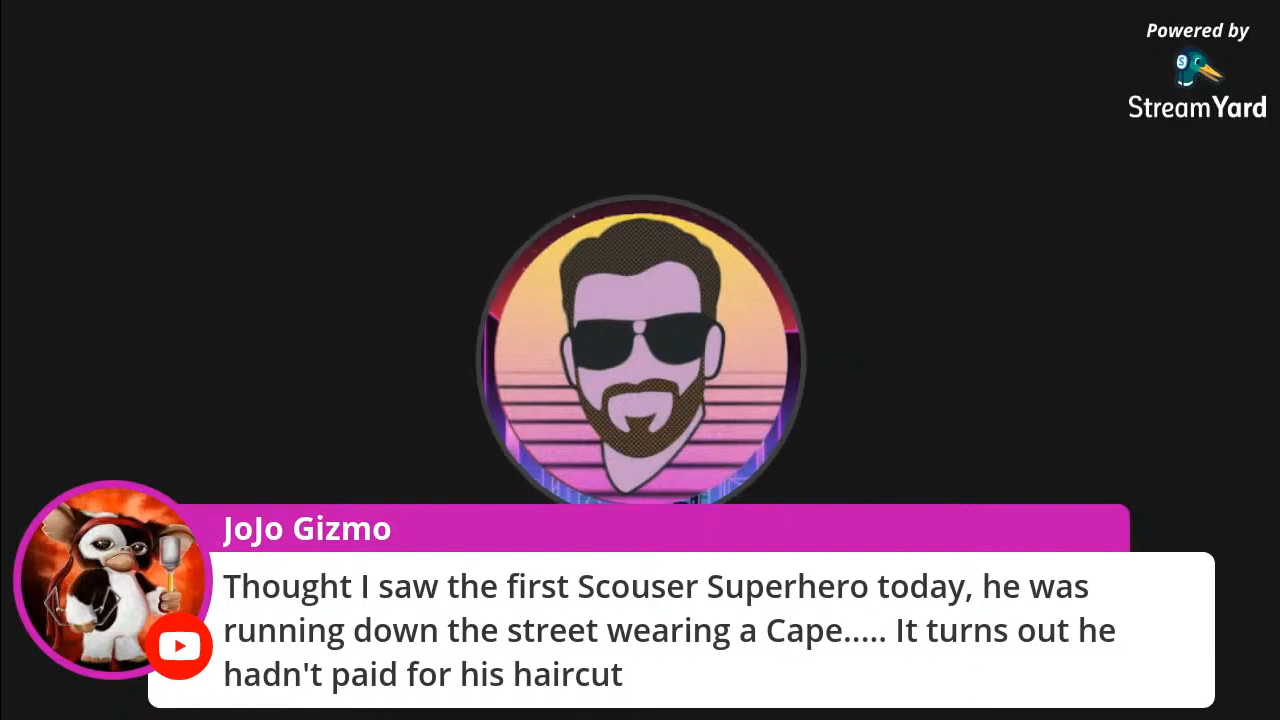 Powered by
StreamYard
JoJo Gizmo
Thought I saw the first Scouser Superhero today, he was
running down the street wearing a Cape..... It turns out he
hadn't paid for his haircut